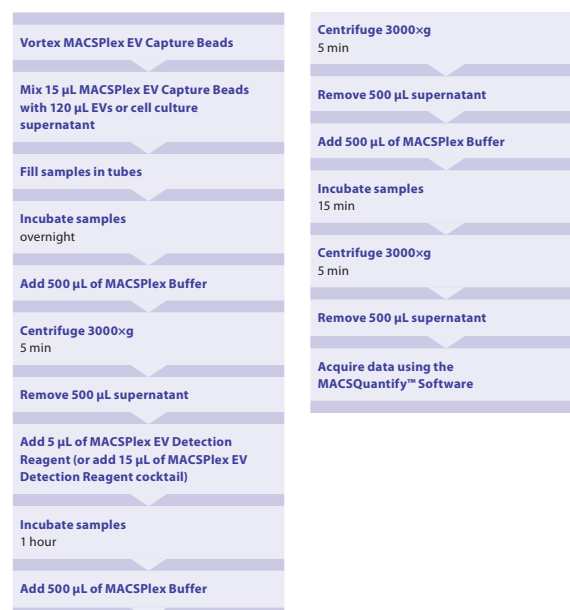 Vortex MACSPlex EV Capture Beads
Mix 15 µL MACSPlex EV Capture Beads
with 120 µL EVs or cell culture
supernatant
Fill samples in tubes
Incubate samples
overnight
Add 500 µL of MACSPlex Buffer
Centrifuge 3000×g
5 min
Remove 500 µL supernatant
Add 5 µL of MACSPlex EV Detection
Reagent (or add 15 µL of MACSPlex EV
Detection Reagent cocktail)
Incubate samples
1 hour
Add 500 µL of MACSPlex Buffer
Centrifuge 3000×g
5 min
Remove 500 µL supernatant
Add 500 µL of MACSPlex Buffer
Incubate samples
15 min
Centrifuge 3000×g
5 min
Remove 500 µL supernatant
Acquire data using the
MACSQuantify™ Software